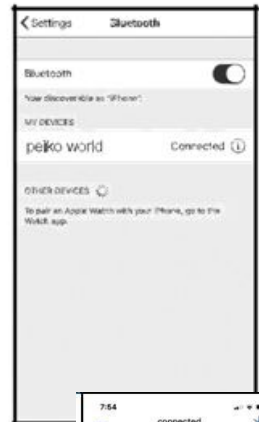 Settings Bluetooth
Bluetooth
Now discoverable as "iPhone".
MY DEVICES
peiko world Connected
OTHER DEVICES
To pair an Apple Watch with your iPhone, go to the
Watch app.
7:54
connected